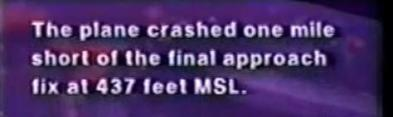 The plane crashed one mile
short of the final approach
fix at 437 feet MSL.